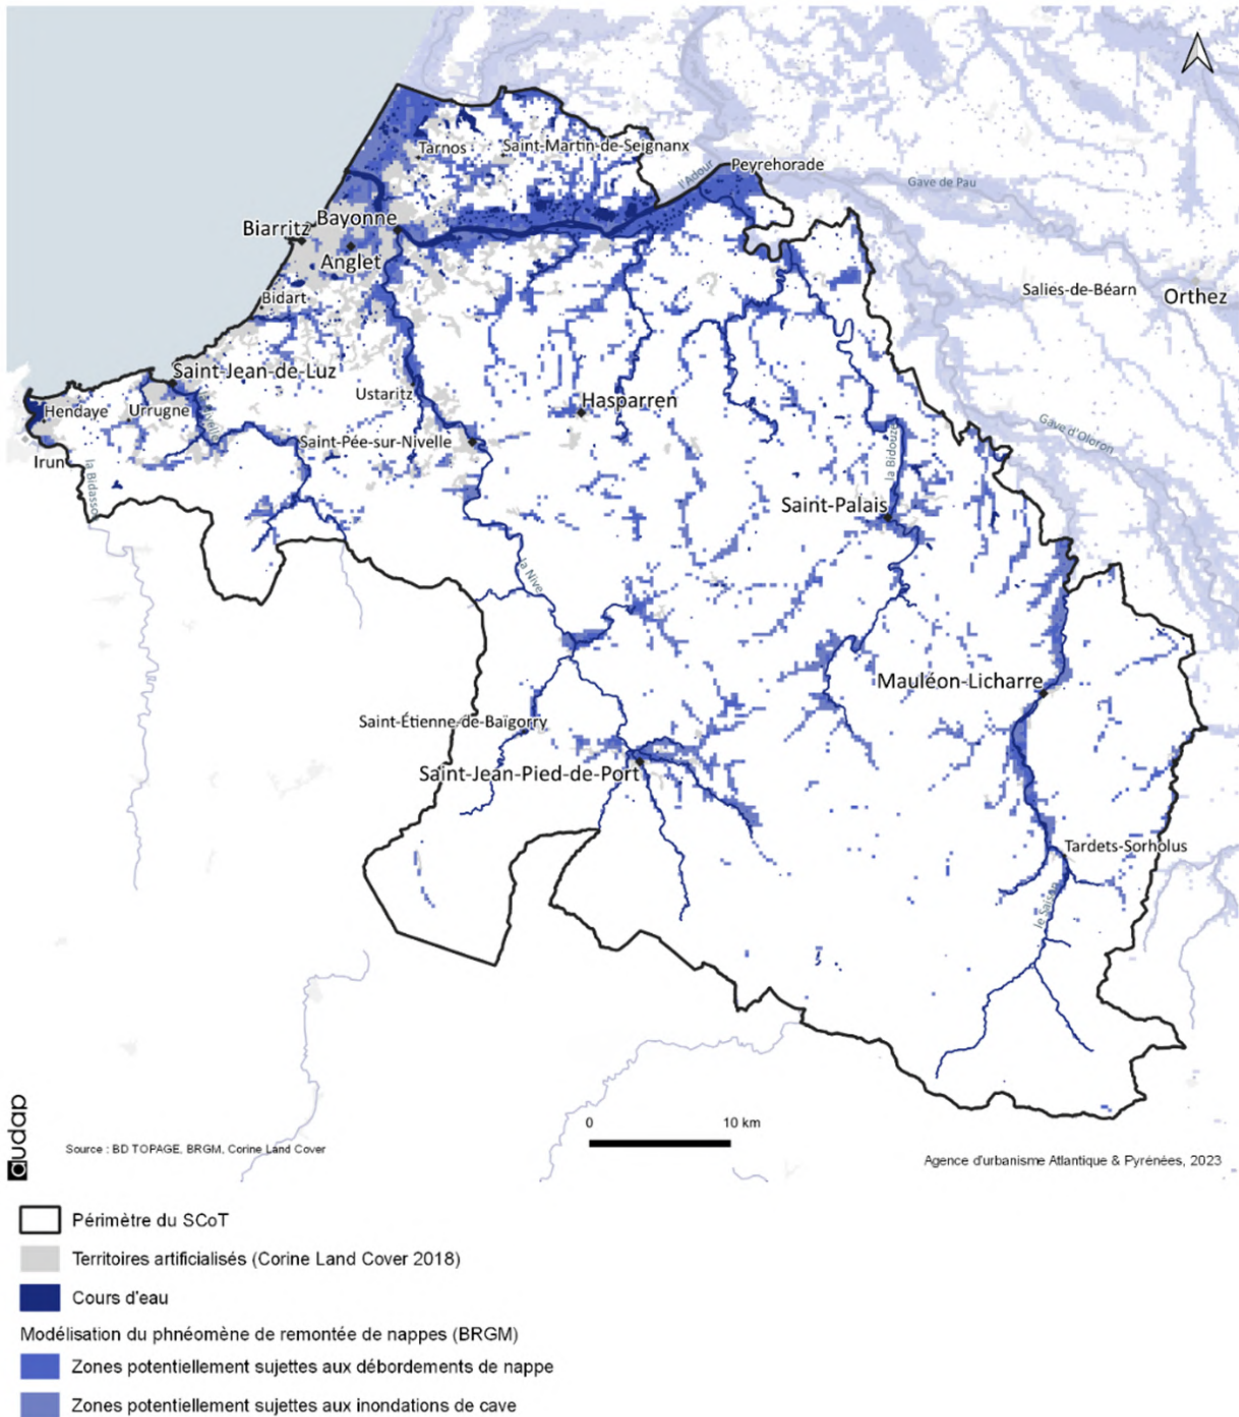 Tarnos
Saint-Martin-de-Seignanx
Peyrehorade
l'Adour
Gave de Pau
Bayonne
Biarritz
Anglet
Bidart
Salies-de-Béarn
Orthez
Saint-Jean-de-Luz
Ustaritz
Hasparren
Hendaye
Urrugne
Gave d'Oloron
Saint-Pée-sur-Nivelle
la Bidouze
Irun
la Bidasso
Saint-Palais
la Nive
Mauléon-Licharre
Saint-Étienne-de-Baïgorry
Saint-Jean-Pied-de-Port
Tardets-Sorholus
le Saison
audap
0 10 km
Source : BD TOPAGE, BRGM, Corine Land Cover
Agence d'urbanisme Atlantique & Pyrénées, 2023
Périmètre du SCoT
Territoires artificialisés (Corine Land Cover 2018)
Cours d'eau
Modélisation du phnéomène de remontée de nappes (BRGM)
Zones potentiellement sujettes aux débordements de nappe
Zones potentiellement sujettes aux inondations de cave